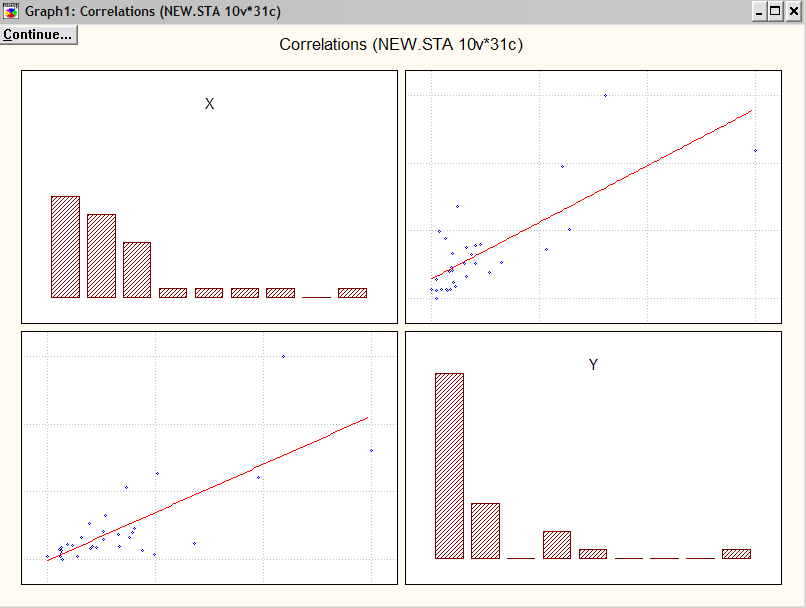 Graph1: Correlations (NEW.STA 10v*31c)
Continue...
Correlations (NEW.STA 10v*31c)
X
Y